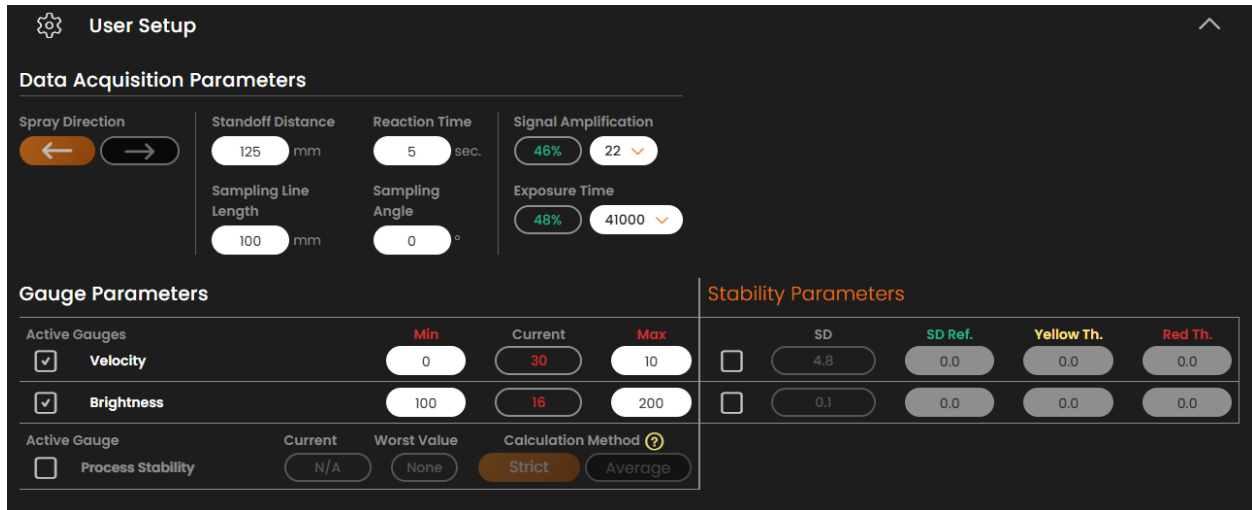 User Setup
Data Acquisition Parameters
Spray Direction
Standoff Distance
125 mm
Reaction Time
5 sec.
Sampling Line
Length
100 mm
Sampling
Angle
0 °
Signal Amplification
46% 22
Exposure Time
48% 41000
Gauge Parameters
Stability Parameters
Active Gauges Min Current Max SD SD Ref. Yellow Th. Red Th.
Velocity 0 30 10 4.8 0.0 0.0 0.0
Brightness 100 16 200 0.1 0.0 0.0 0.0
Active Gauge Current Worst Value Calculation Method ?
Process Stability N/A None Strict Average